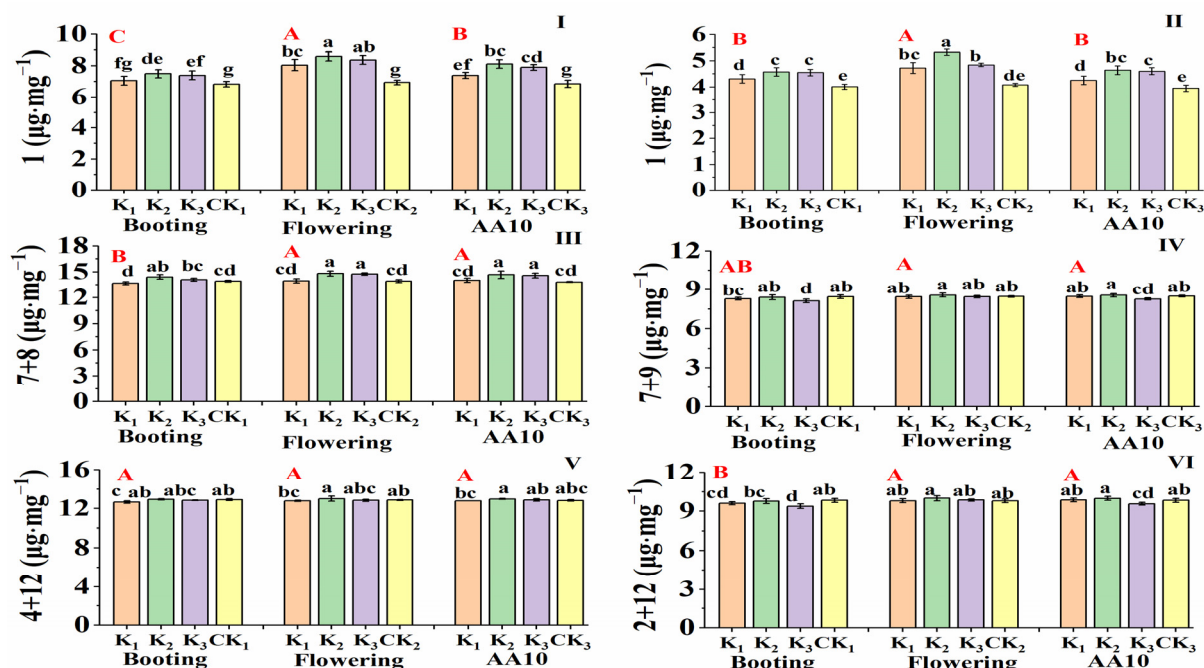 I
C A B
fg de ef g bc a ab g ef b cd g
1 (μg·mg⁻¹)
10
8
6
4
2
0
K₁ K₂ K₃ CK₁ K₁ K₂ K₃ CK₂ K₁ K₂ K₃ CK₃
Booting Flowering AA10
II
B A B
d c c e bc a b de d c c e
1 (μg·mg⁻¹)
6
5
4
3
2
1
0
K₁ K₂ K₃ CK₁ K₁ K₂ K₃ CK₂ K₁ K₂ K₃ CK₃
Booting Flowering AA10
III
B A A
d ab bc cd cd a a cd cd a a cd
7+8 (μg·mg⁻¹)
18
15
12
9
6
3
0
K₁ K₂ K₃ CK₁ K₁ K₂ K₃ CK₂ K₁ K₂ K₃ CK₃
Booting Flowering AA10
IV
AB A A
bc ab d ab ab a ab ab ab a cd ab
7+9 (μg·mg⁻¹)
12
9
6
3
0
K₁ K₂ K₃ CK₁ K₁ K₂ K₃ CK₂ K₁ K₂ K₃ CK₃
Booting Flowering AA10
V
A A A
c ab abc ab bc a abc ab bc a ab abc
4+12 (μg·mg⁻¹)
16
12
8
4
0
K₁ K₂ K₃ CK₁ K₁ K₂ K₃ CK₂ K₁ K₂ K₃ CK₃
Booting Flowering AA10
VI
B A A
cd bc d ab ab a ab ab ab a cd ab
2+12 (μg·mg⁻¹)
12
9
6
3
0
K₁ K₂ K₃ CK₁ K₁ K₂ K₃ CK₂ K₁ K₂ K₃ CK₃
Booting Flowering AA10